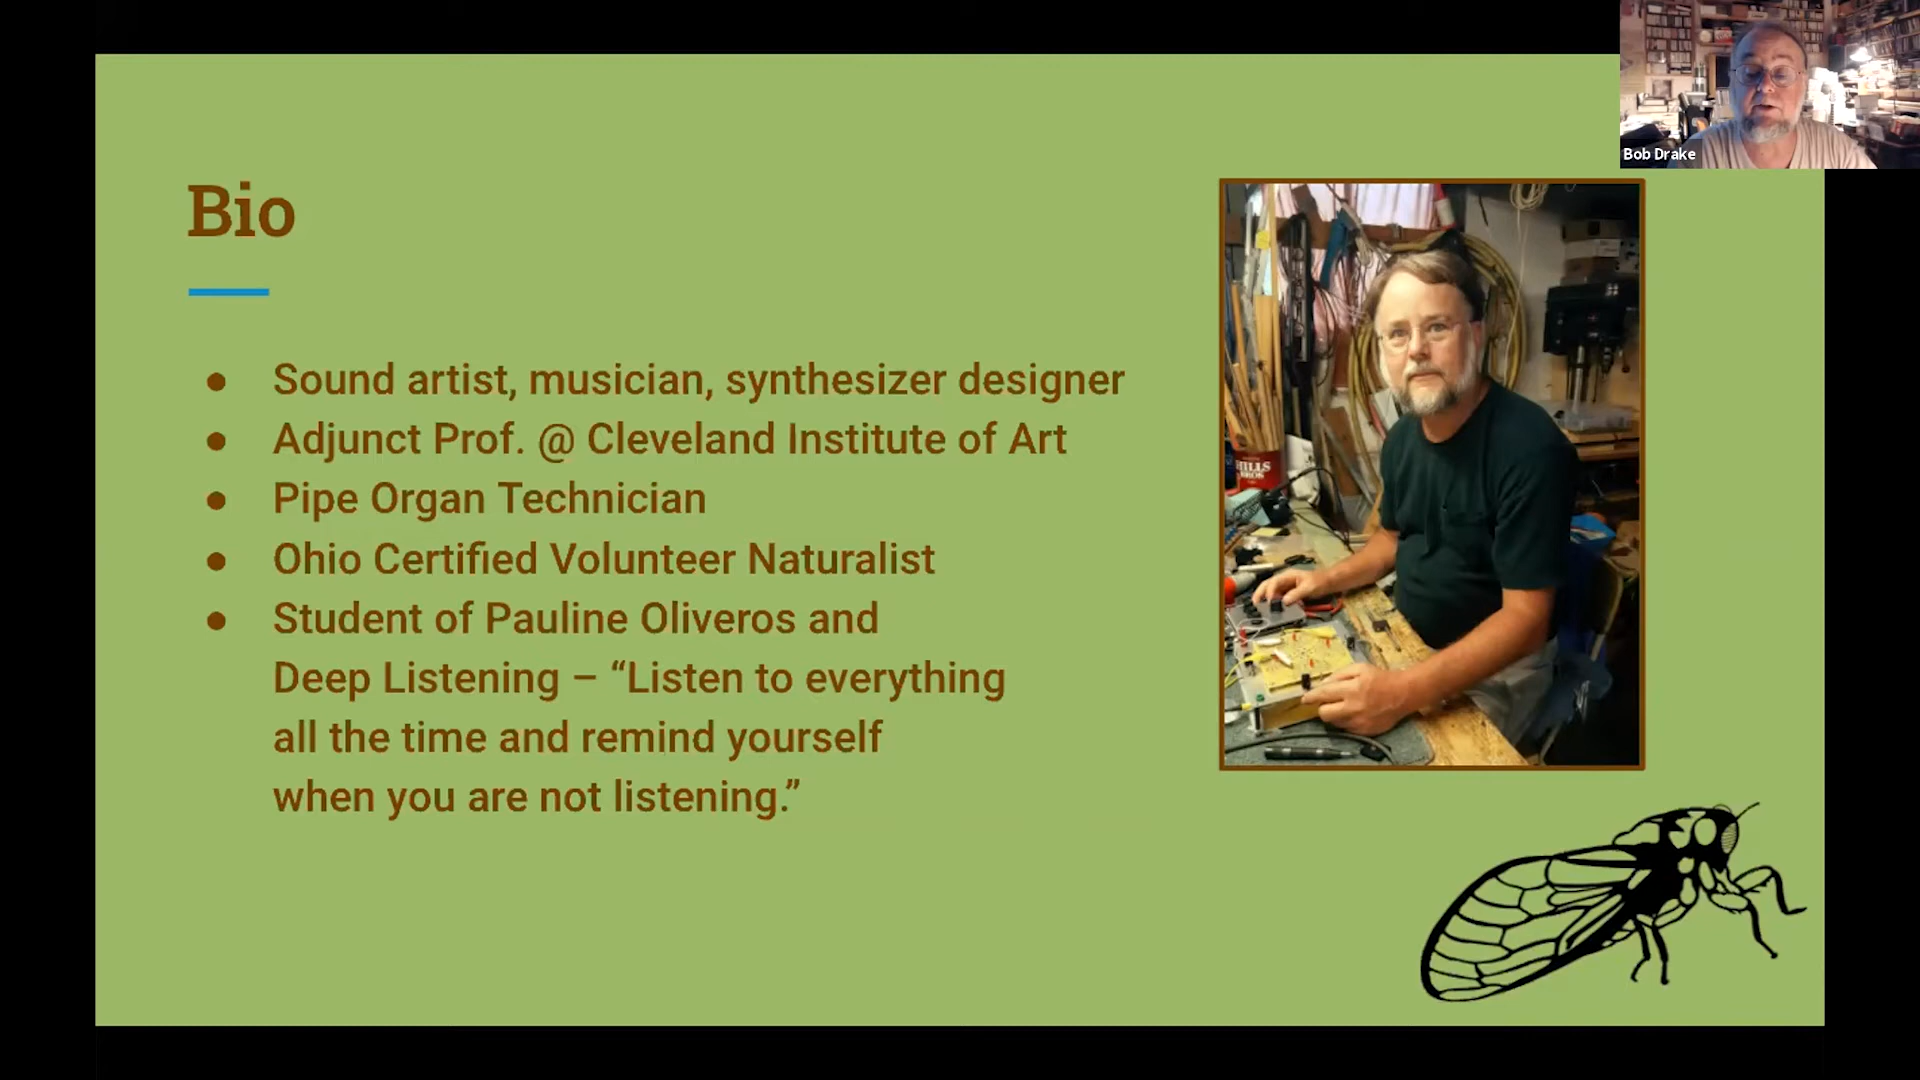 Bob Drake
Bio
● Sound artist, musician, synthesizer designer
● Adjunct Prof. @ Cleveland Institute of Art
● Pipe Organ Technician
● Ohio Certified Volunteer Naturalist
● Student of Pauline Oliveros and
Deep Listening – “Listen to everything
all the time and remind yourself
when you are not listening.”
HILLS
BROS